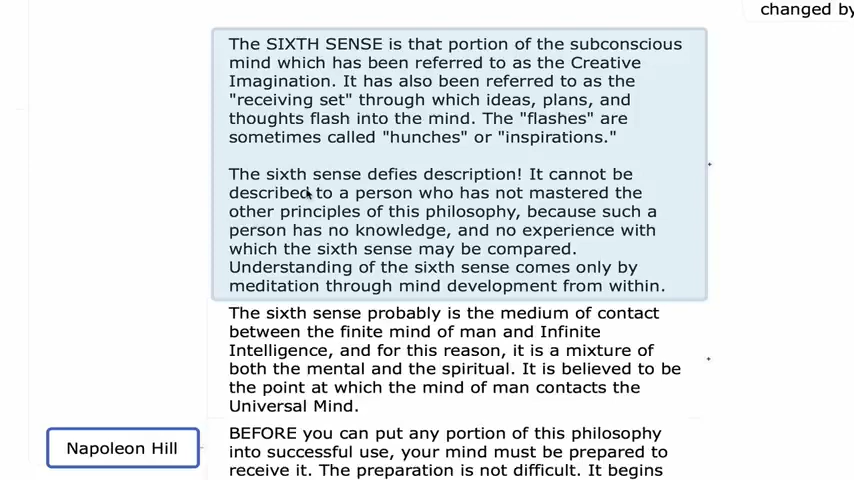 changed by
The SIXTH SENSE is that portion of the subconscious
mind which has been referred to as the Creative
Imagination. It has also been referred to as the
"receiving set" through which ideas, plans, and
thoughts flash into the mind. The "flashes" are
sometimes called "hunches" or "inspirations."
The sixth sense defies description! It cannot be
described to a person who has not mastered the
other principles of this philosophy, because such a
person has no knowledge, and no experience with
which the sixth sense may be compared.
Understanding of the sixth sense comes only by
meditation through mind development from within.
The sixth sense probably is the medium of contact
between the finite mind of man and Infinite
Intelligence, and for this reason, it is a mixture of
both the mental and the spiritual. It is believed to be
the point at which the mind of man contacts the
Universal Mind.
Napoleon Hill
BEFORE you can put any portion of this philosophy
into successful use, your mind must be prepared to
receive it. The preparation is not difficult. It begins